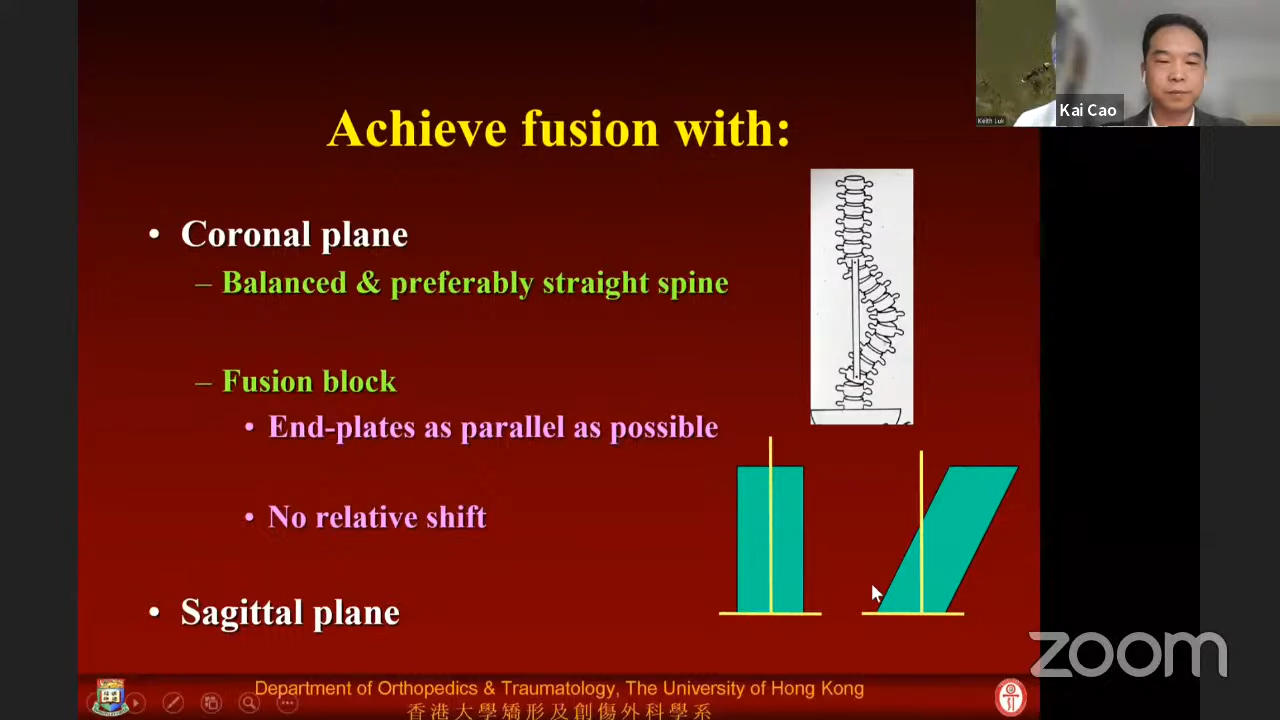 Achieve fusion with:
• Coronal plane
– Balanced & preferably straight spine
– Fusion block
• End-plates as parallel as possible
• No relative shift
• Sagittal plane
Department of Orthopedics & Traumatology, The University of Hong Kong
香港大學矯形及創傷外科學系
Keith Luk
Kai Cao
zoom